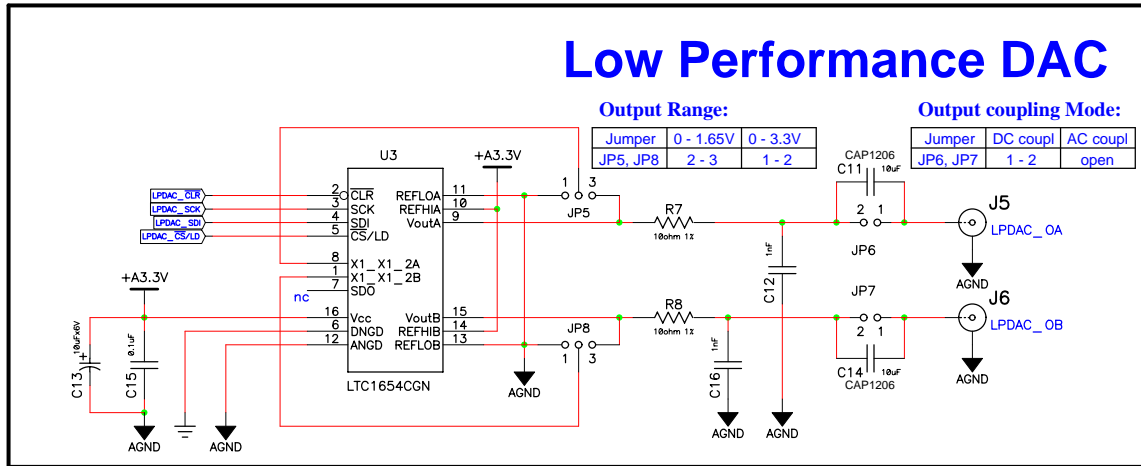 Low Performance DAC
Output Range:
Jumper 0 - 1.65V 0 - 3.3V
JP5, JP8 2 - 3 1 - 2
Output coupling Mode:
Jumper DC coupl AC coupl
JP6, JP7 1 - 2 open
U3
+A3.3V
LPDAC_CLR
LPDAC_SCK
LPDAC_SDI
LPDAC_CS/LD
2 CLR
3 SCK
4 SDI
5 CS/LD
8 X1_X1_2A
1 X1_X1_2B
7 SDO
nc
16 Vcc
6 DNGD
12 ANGD
REFLOA 11
REFHIA 10
VoutA 9
VoutB 15
REFHIB 14
REFLOB 13
LTC1654CGN
1 3
JP5
R7
10ohm 1%
C11
CAP1206
10uF
2 1
JP6
J5
LPDAC_OA
AGND
C12
1nF
AGND
+A3.3V
C13
10uFx6V
C15
0.1uF
AGND
AGND
AGND
JP8
1 3
R8
10ohm 1%
C16
1nF
AGND
JP7
2 1
C14
10uF
CAP1206
J6
LPDAC_OB
AGND